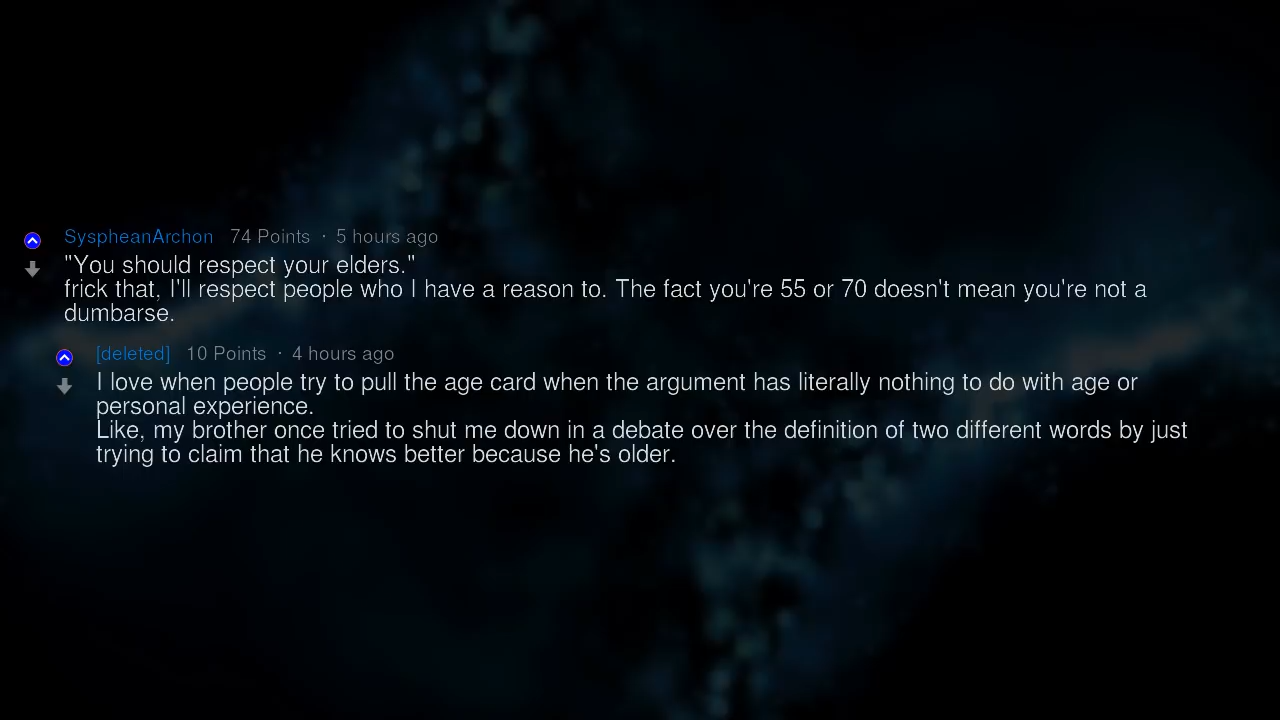 SyspheanArchon 74 Points · 5 hours ago
"You should respect your elders."
frick that, I'll respect people who I have a reason to. The fact you're 55 or 70 doesn't mean you're not a
dumbarse.
[deleted] 10 Points · 4 hours ago
I love when people try to pull the age card when the argument has literally nothing to do with age or
personal experience.
Like, my brother once tried to shut me down in a debate over the definition of two different words by just
trying to claim that he knows better because he's older.